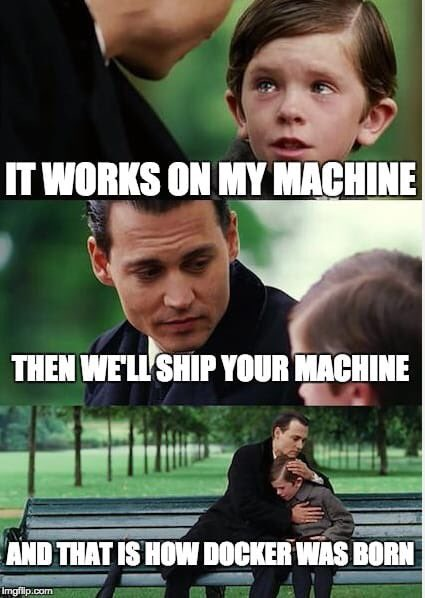 IT WORKS ON MY MACHINE
THEN WE'LL SHIP YOUR MACHINE
AND THAT IS HOW DOCKER WAS BORN
imgflip.com